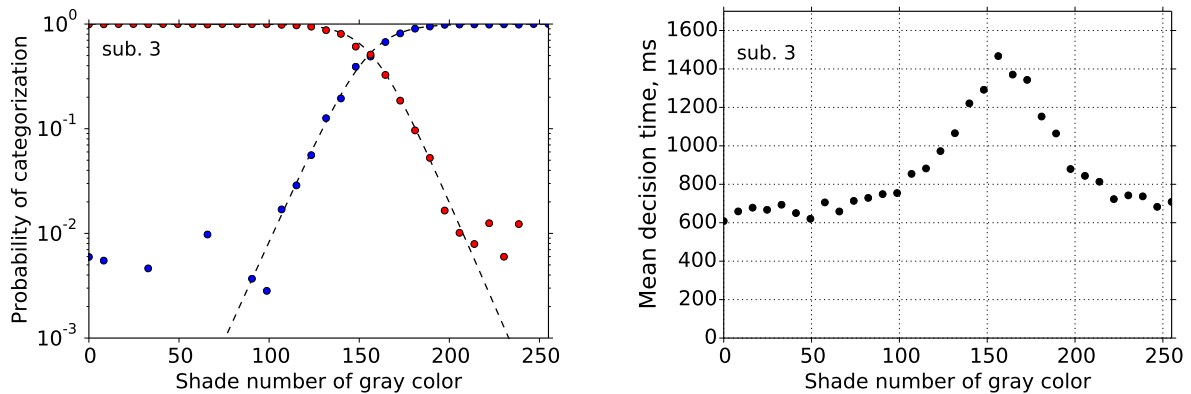 10^0
10^-1
10^-2
10^-3
Probability of categorization
sub. 3
0 50 100 150 200 250
Shade number of gray color
1600
1400
1200
1000
800
600
400
200
0
Mean decision time, ms
sub. 3
0 50 100 150 200 250
Shade number of gray color